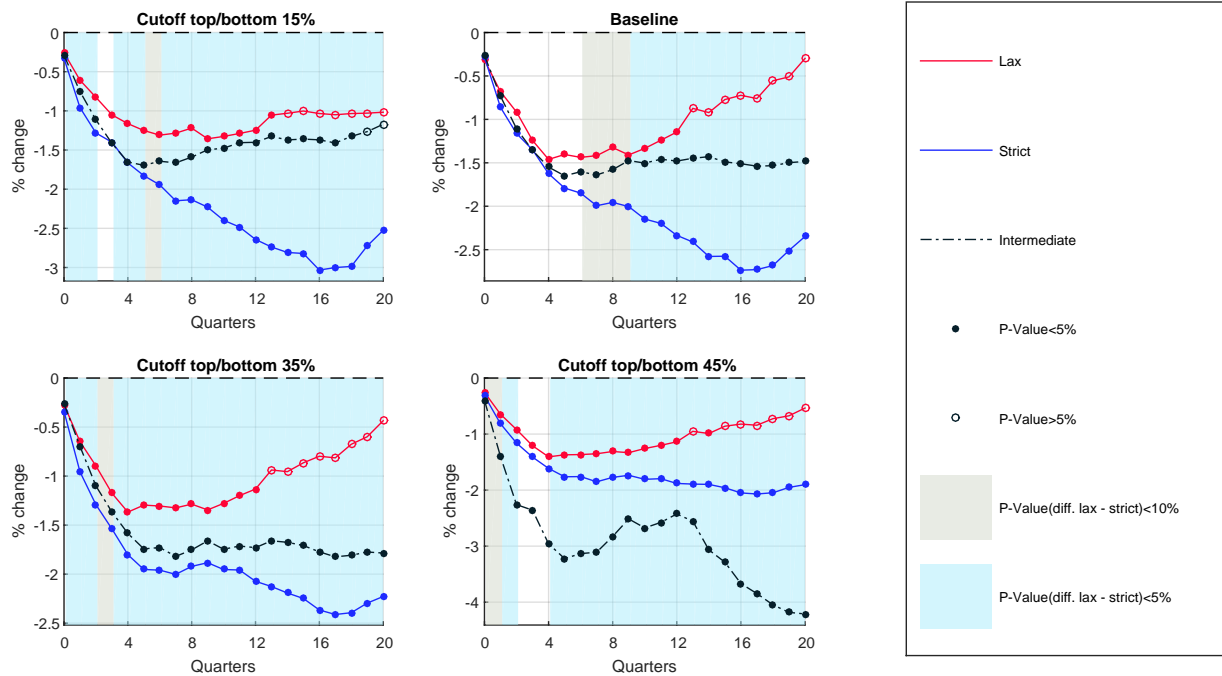 Cutoff top/bottom 15%
0
-0.5
-1
-1.5
-2
-2.5
-3
% change
0 4 8 12 16 20
Quarters
Baseline
0
-0.5
-1
-1.5
-2
-2.5
% change
0 4 8 12 16 20
Quarters
Cutoff top/bottom 35%
0
-0.5
-1
-1.5
-2
-2.5
% change
0 4 8 12 16 20
Quarters
Cutoff top/bottom 45%
0
-1
-2
-3
-4
% change
0 4 8 12 16 20
Quarters
Lax
Strict
Intermediate
P-Value<5%
P-Value>5%
P-Value(diff. lax - strict)<10%
P-Value(diff. lax - strict)<5%